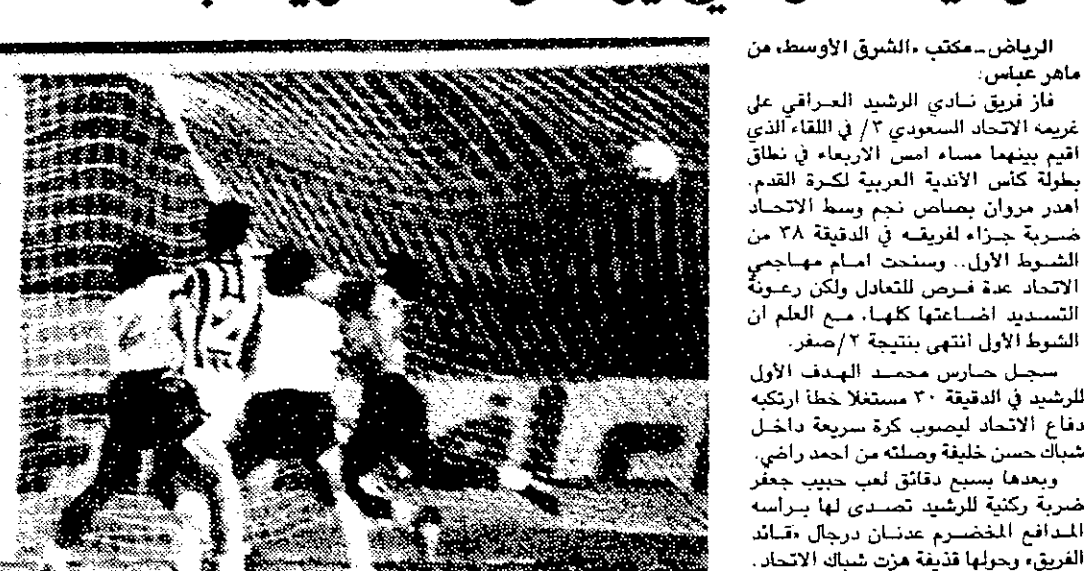 الرياض ـ مكتب «الشرق الأوسط» من
ماهر عباس:
فاز فريق نادي الرشيد العراقي على
غريمه الاتحاد السعودي ٣/ في اللقاء الذي
اقيم بينهما مساء امس الاربعاء في نطاق
بطولة كأس الأندية العربية لكرة القدم.
اهدر مروان بصاص نجم وسط الاتحاد
ضربة جزاء لفريقه في الدقيقة ٣٨ من
الشوط الأول.. وسنحت امام مهاجمي
الاتحاد عدة فرص للتعادل ولكن رعونة
التسديد اضاعتها كلها. مع العلم ان
الشوط الأول انتهى بنتيجة ٢/صفر.
سجل حارس محمد الهدف الأول
للرشيد في الدقيقة ٣٠ مستغلا خطأ ارتكبه
دفاع الاتحاد ليصوب كرة سريعة داخل
شباك حسن خليفة وصلته من احمد راضي.
وبعدها بسبع دقائق لعب حبيب جعفر
ضربة ركنية للرشيد تصدى لها براسه
المدافع المخضرم عدنان درجال «قائد
الفريق» وحولها قذيفة هزت شباك الاتحاد.